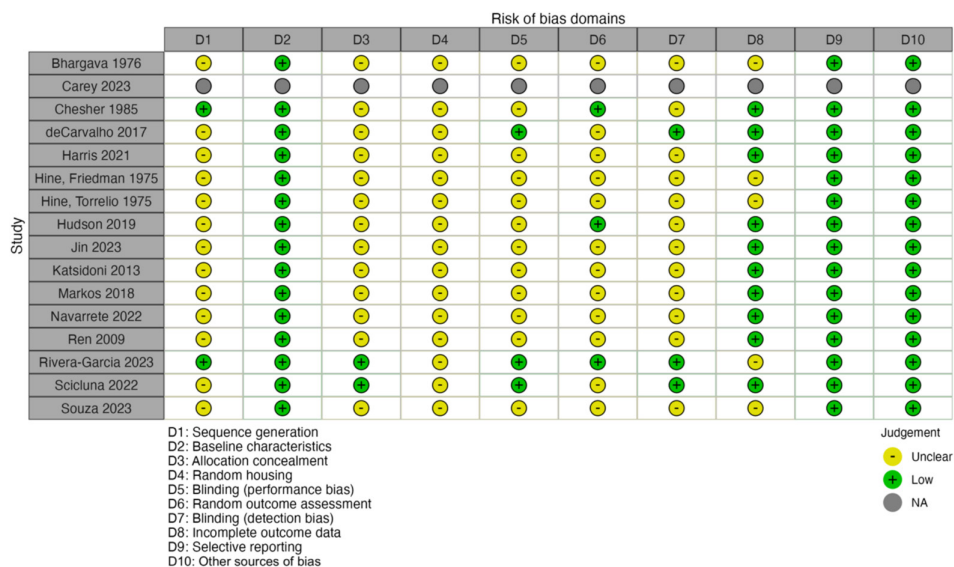 Risk of bias domains
D1 D2 D3 D4 D5 D6 D7 D8 D9 D10
Study
Bhargava 1976 - + - - - - - - + +
Carey 2023
Chesher 1985 + + - - - + - + + +
deCarvalho 2017 - + - - + - + + + +
Harris 2021 - + - - - - - + + +
Hine, Friedman 1975 - + - - - - - - + +
Hine, Torrelio 1975 - + - - - - - - + +
Hudson 2019 - + - - - + - + + +
Jin 2023 - + - - - - - + + +
Katsidoni 2013 - + - - - - - + + +
Markos 2018 - + - - - - - + + +
Navarrete 2022 - + - - - - - + + +
Ren 2009 - + - - - - - + + +
Rivera-Garcia 2023 + + + - + + + - + +
Scicluna 2022 - + + - + - + + + +
Souza 2023 - + - - - - - - + +
D1: Sequence generation
D2: Baseline characteristics
D3: Allocation concealment
D4: Random housing
D5: Blinding (performance bias)
D6: Random outcome assessment
D7: Blinding (detection bias)
D8: Incomplete outcome data
D9: Selective reporting
D10: Other sources of bias
Judgement
- Unclear
+ Low
NA